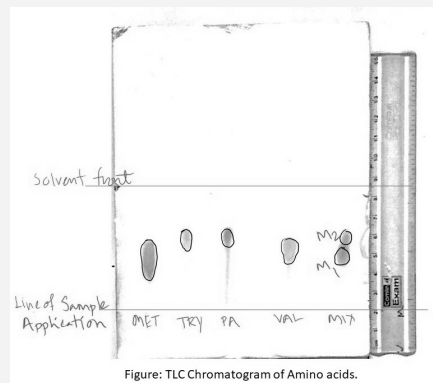 Solvent front
M2
M1
Line of Sample
Application
MET TRY PA VAL MIX
Exam
Figure: TLC Chromatogram of Amino acids.